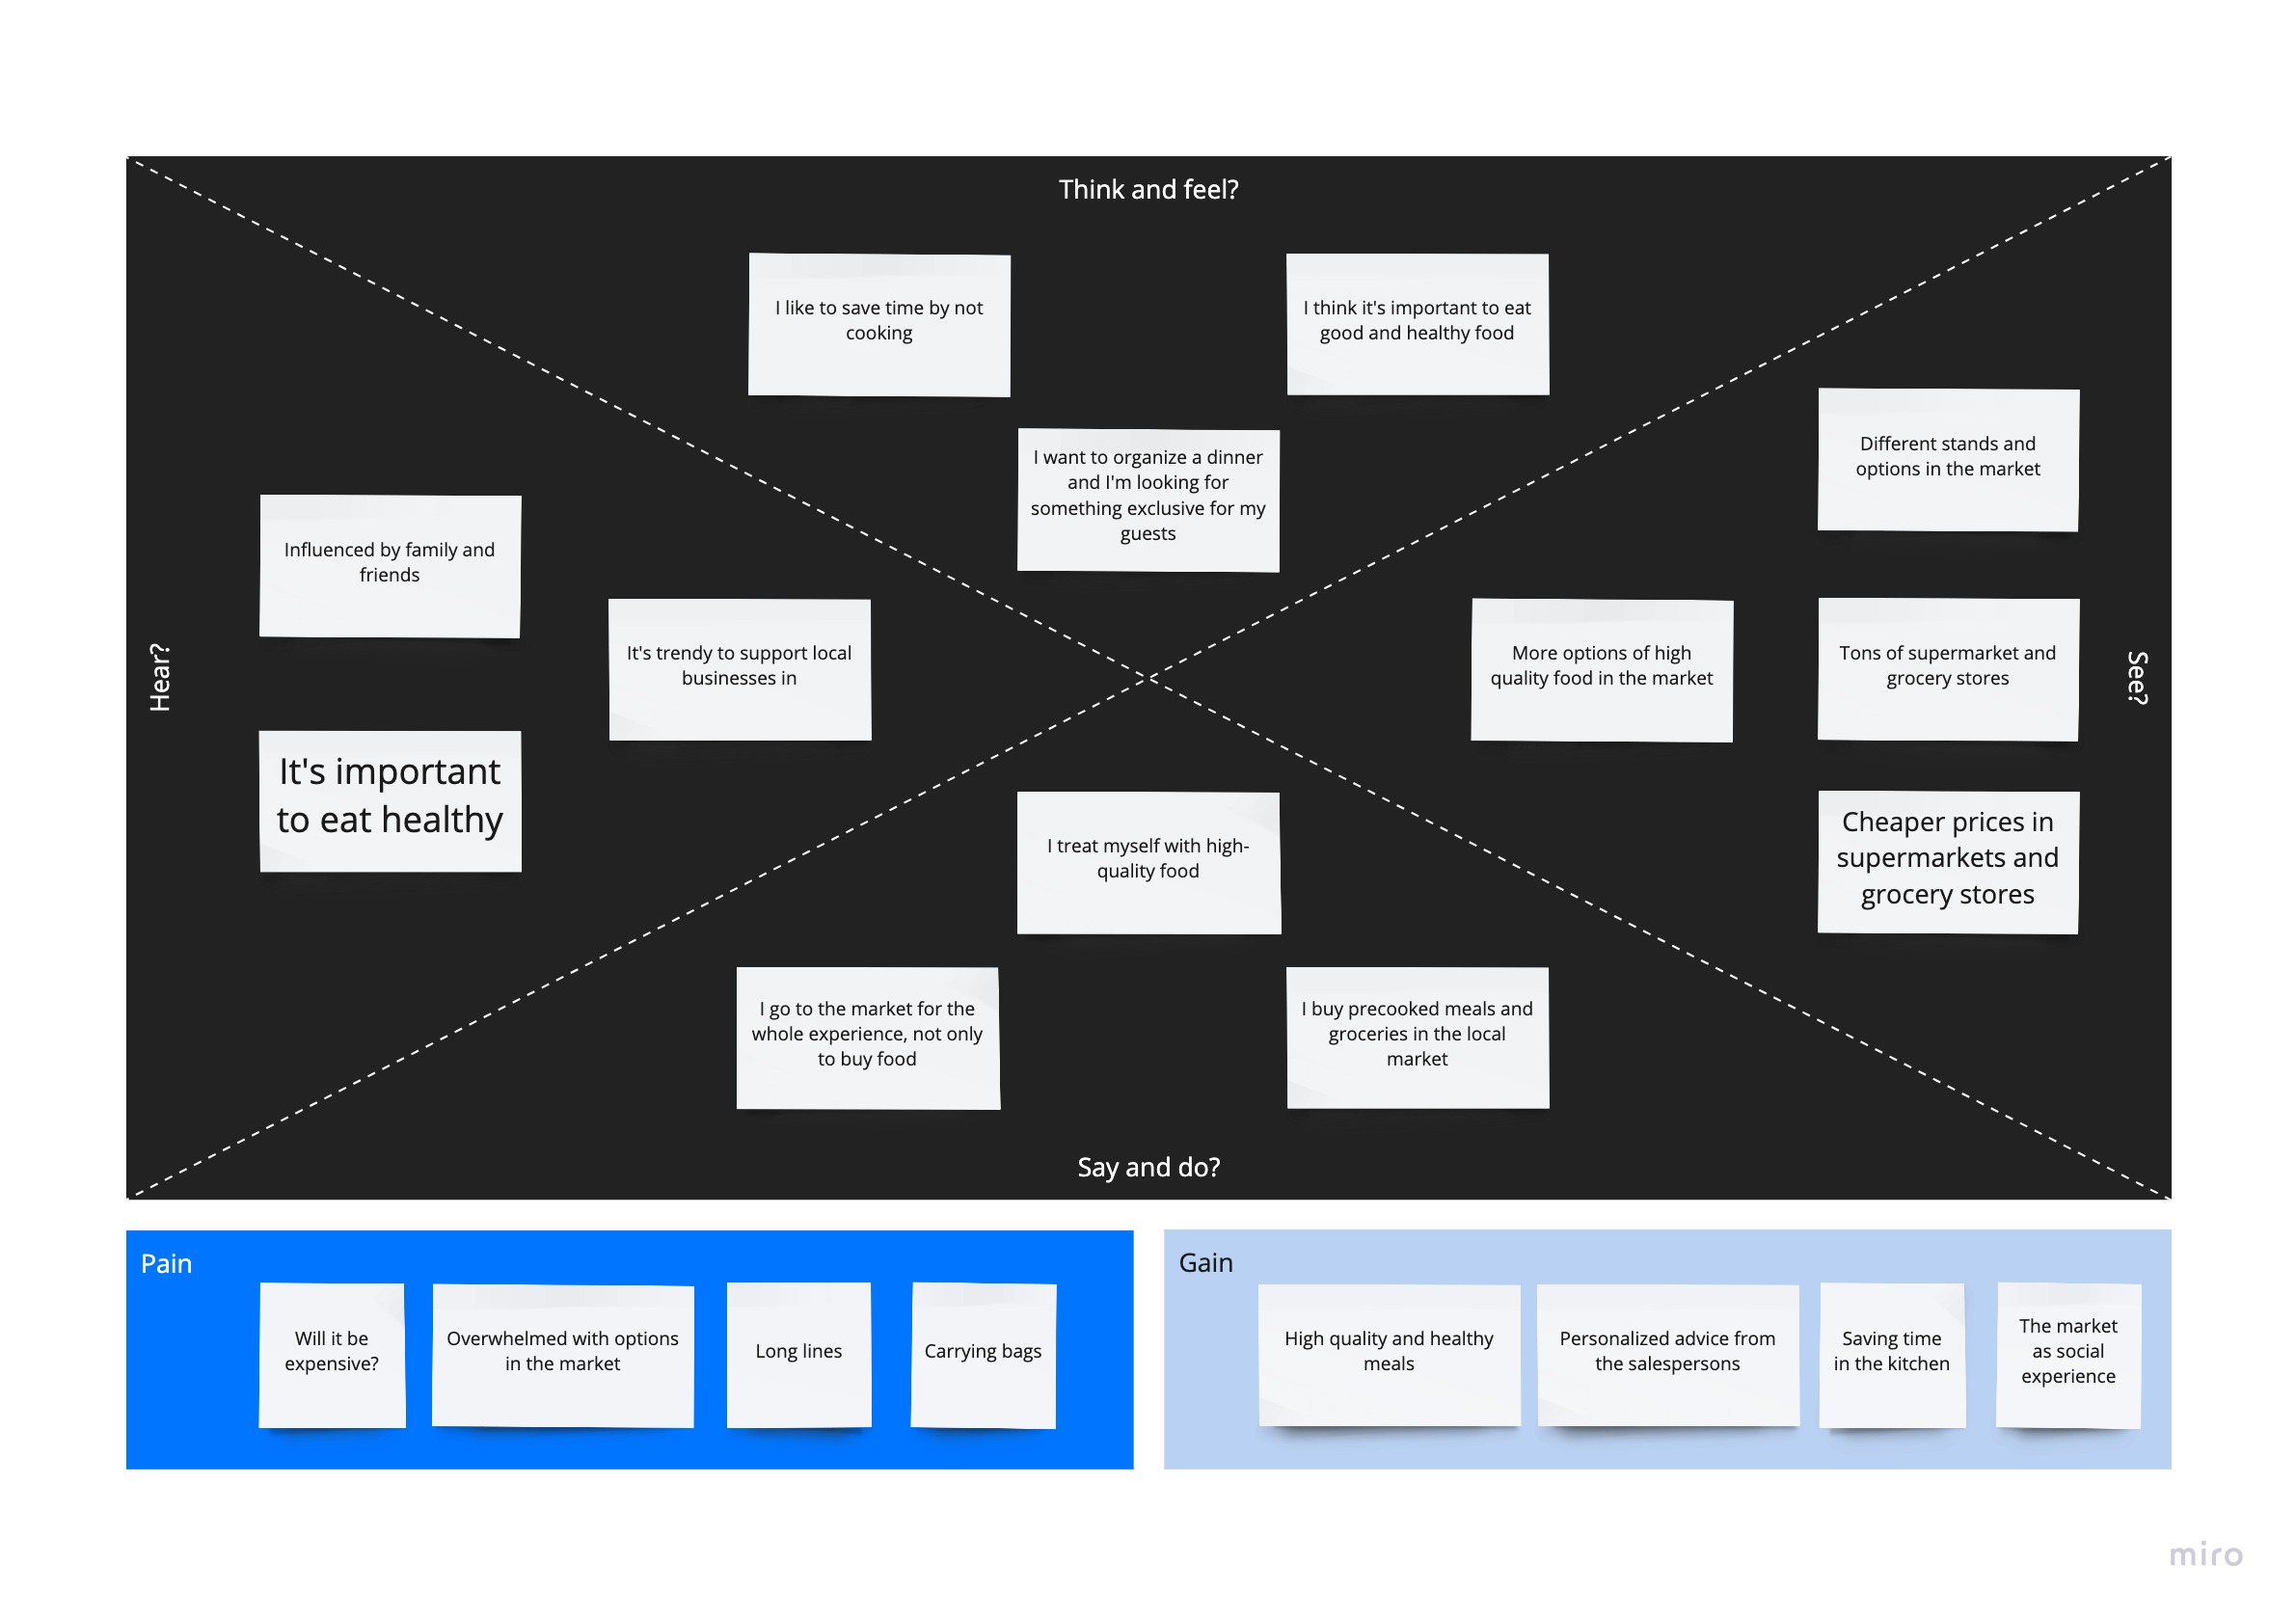 Think and feel?
I like to save time by not
cooking
I think it's important to eat
good and healthy food
I want to organize a dinner
and I'm looking for
something exclusive for my
guests
Hear?
Influenced by family and
friends
It's trendy to support local
businesses in
It's important
to eat healthy
See?
Different stands and
options in the market
More options of high
quality food in the market
Tons of supermarket and
grocery stores
Cheaper prices in
supermarkets and
grocery stores
I treat myself with high-
quality food
I go to the market for the
whole experience, not only
to buy food
I buy precooked meals and
groceries in the local
market
Say and do?
Pain
Will it be
expensive?
Overwhelmed with options
in the market
Long lines
Carrying bags
Gain
High quality and healthy
meals
Personalized advice from
the salespersons
Saving time
in the kitchen
The market
as social
experience
miro